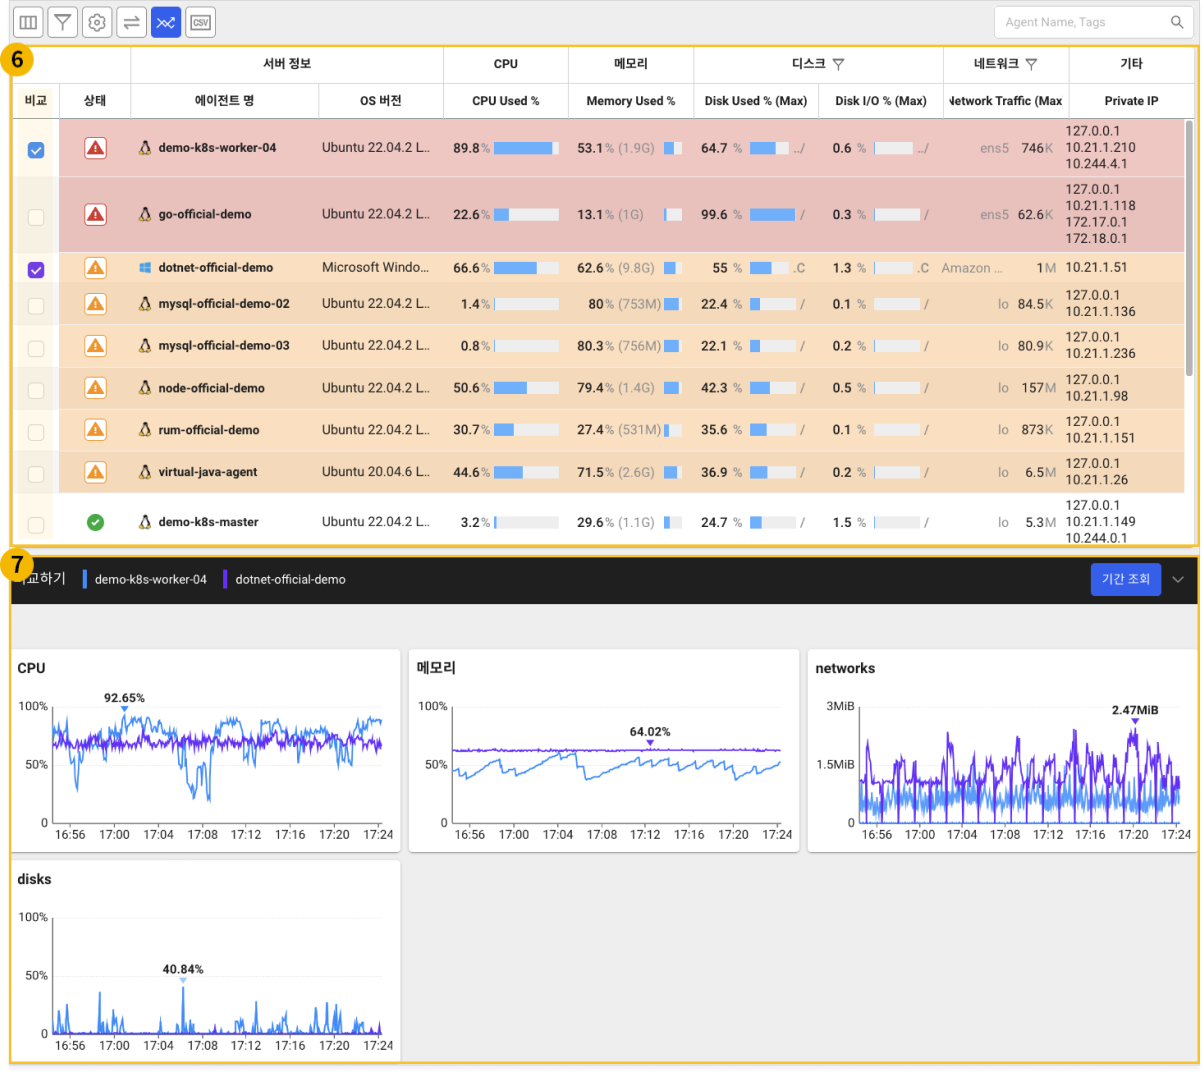 CSV
Agent Name, Tags
6
서버 정보 CPU 메모리 디스크 네트워크 기타
비교 상태 에이전트 명 OS 버전 CPU Used % Memory Used % Disk Used % (Max) Disk I/O % (Max) Network Traffic (Max Private IP
demo-k8s-worker-04 Ubuntu 22.04.2 L... 89.8% 53.1% (1.9G) 64.7 % ../ 0.6 % ../ ens5 746K
127.0.0.1
10.21.1.210
10.244.4.1
go-official-demo Ubuntu 22.04.2 L... 22.6% 13.1% (1G) 99.6 % / 0.3 % / ens5 62.6K
127.0.0.1
10.21.1.118
172.17.0.1
172.18.0.1
dotnet-official-demo Microsoft Windo... 66.6% 62.6% (9.8G) 55 % .C 1.3 % .C Amazon ... 1M 10.21.1.51
mysql-official-demo-02 Ubuntu 22.04.2 L... 1.4% 80% (753M) 22.4 % / 0.1 % / lo 84.5K
127.0.0.1
10.21.1.136
mysql-official-demo-03 Ubuntu 22.04.2 L... 0.8% 80.3% (756M) 22.1 % / 0.2 % / lo 80.9K
127.0.0.1
10.21.1.236
node-official-demo Ubuntu 22.04.2 L... 50.6% 79.4% (1.4G) 42.3 % / 0.5 % / lo 157M
127.0.0.1
10.21.1.98
rum-official-demo Ubuntu 22.04.2 L... 30.7% 27.4% (531M) 35.6 % / 0.1 % / lo 873K
127.0.0.1
10.21.1.151
virtual-java-agent Ubuntu 20.04.6 L... 44.6% 71.5% (2.6G) 36.9 % / 0.2 % / lo 6.5M
127.0.0.1
10.21.1.26
demo-k8s-master Ubuntu 22.04.2 L... 3.2% 29.6% (1.1G) 24.7 % / 1.5 % / lo 5.3M
127.0.0.1
10.21.1.149
10.244.0.1
7
비교하기 demo-k8s-worker-04 dotnet-official-demo 기간 조회
CPU
92.65%
100%
50%
0
16:56 17:00 17:04 17:08 17:12 17:16 17:20 17:24
메모리
100%
64.02%
50%
0
16:56 17:00 17:04 17:08 17:12 17:16 17:20 17:24
networks
3MiB
2.47MiB
1.5MiB
0
16:56 17:00 17:04 17:08 17:12 17:16 17:20 17:24
disks
100%
40.84%
50%
0
16:56 17:00 17:04 17:08 17:12 17:16 17:20 17:24